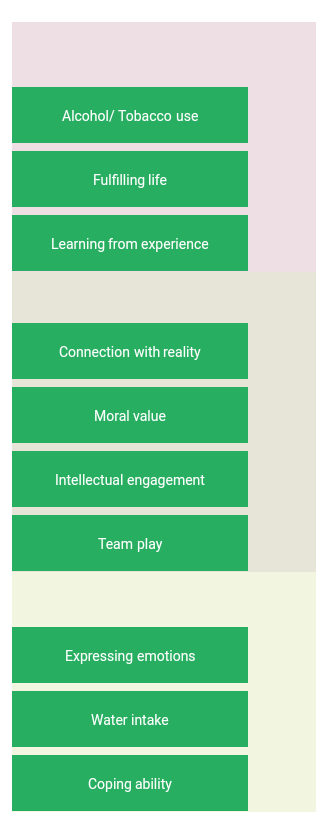 Alcohol/ Tobacco use
Fulfilling life
Learning from experience
Connection with reality
Moral value
Intellectual engagement
Team play
Expressing emotions
Water intake
Coping ability